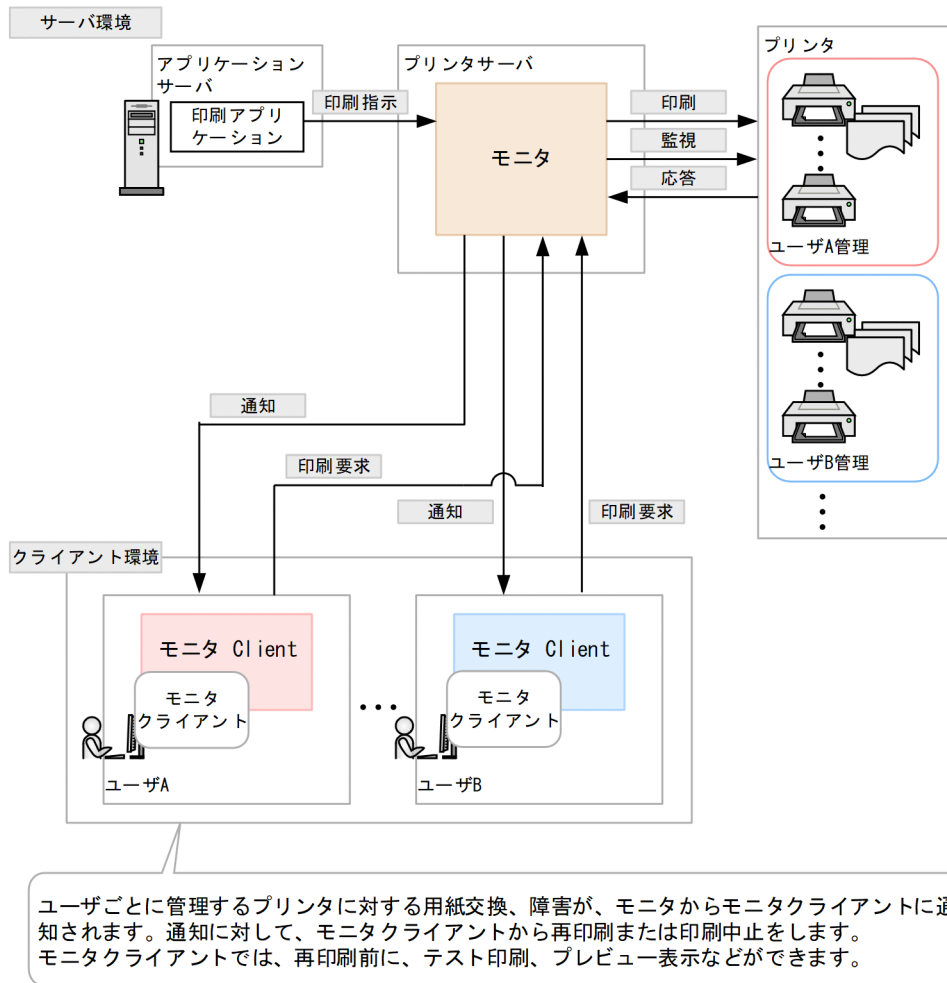 サーバ環境
アプリケーション
サーバ
印刷アプリ
ケーション
印刷指示
プリンタサーバ
モニタ
印刷
監視
応答
プリンタ
ユーザA管理
ユーザB管理
通知
印刷要求
通知
印刷要求
クライアント環境
モニタ Client
モニタ
クライアント
ユーザA
モニタ Client
モニタ
クライアント
ユーザB
ユーザごとに管理するプリンタに対する用紙交換、障害が、モニタからモニタクライアントに通
知されます。通知に対して、モニタクライアントから再印刷または印刷中止をします。
モニタクライアントでは、再印刷前に、テスト印刷、プレビュー表示などができます。